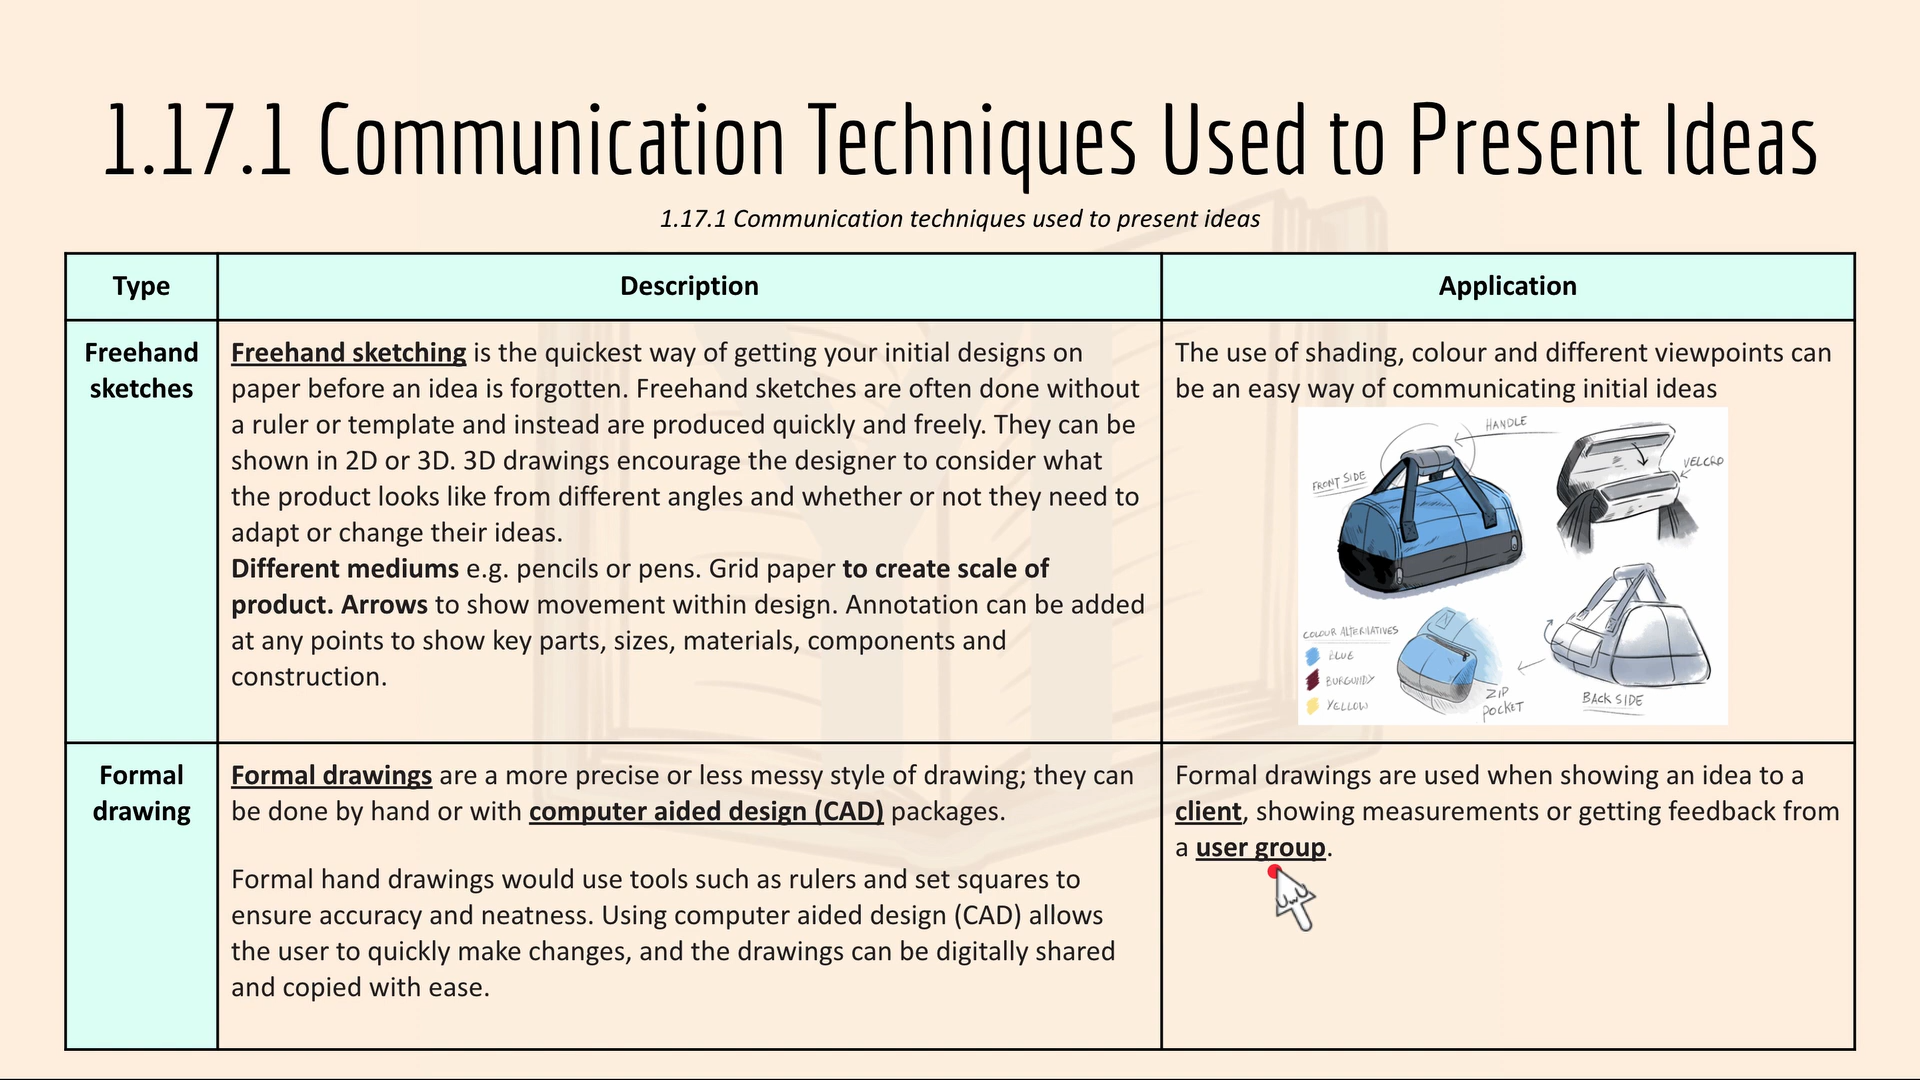 1.17.1 Communication Techniques Used to Present Ideas
1.17.1 Communication techniques used to present ideas
Type
Description
Application
Freehand
sketches
Freehand sketching is the quickest way of getting your initial designs on
paper before an idea is forgotten. Freehand sketches are often done without
a ruler or template and instead are produced quickly and freely. They can be
shown in 2D or 3D. 3D drawings encourage the designer to consider what
the product looks like from different angles and whether or not they need to
adapt or change their ideas.
Different mediums e.g. pencils or pens. Grid paper to create scale of
product. Arrows to show movement within design. Annotation can be added
at any points to show key parts, sizes, materials, components and
construction.
The use of shading, colour and different viewpoints can
be an easy way of communicating initial ideas
HANDLE
FRONT SIDE
VELCRO
COLOUR ALTERNATIVES
BLUE
BURGUNDY
YELLOW
ZIP
POCKET
BACK SIDE
Formal
drawing
Formal drawings are a more precise or less messy style of drawing; they can
be done by hand or with computer aided design (CAD) packages.
Formal hand drawings would use tools such as rulers and set squares to
ensure accuracy and neatness. Using computer aided design (CAD) allows
the user to quickly make changes, and the drawings can be digitally shared
and copied with ease.
Formal drawings are used when showing an idea to a
client, showing measurements or getting feedback from
a user group.